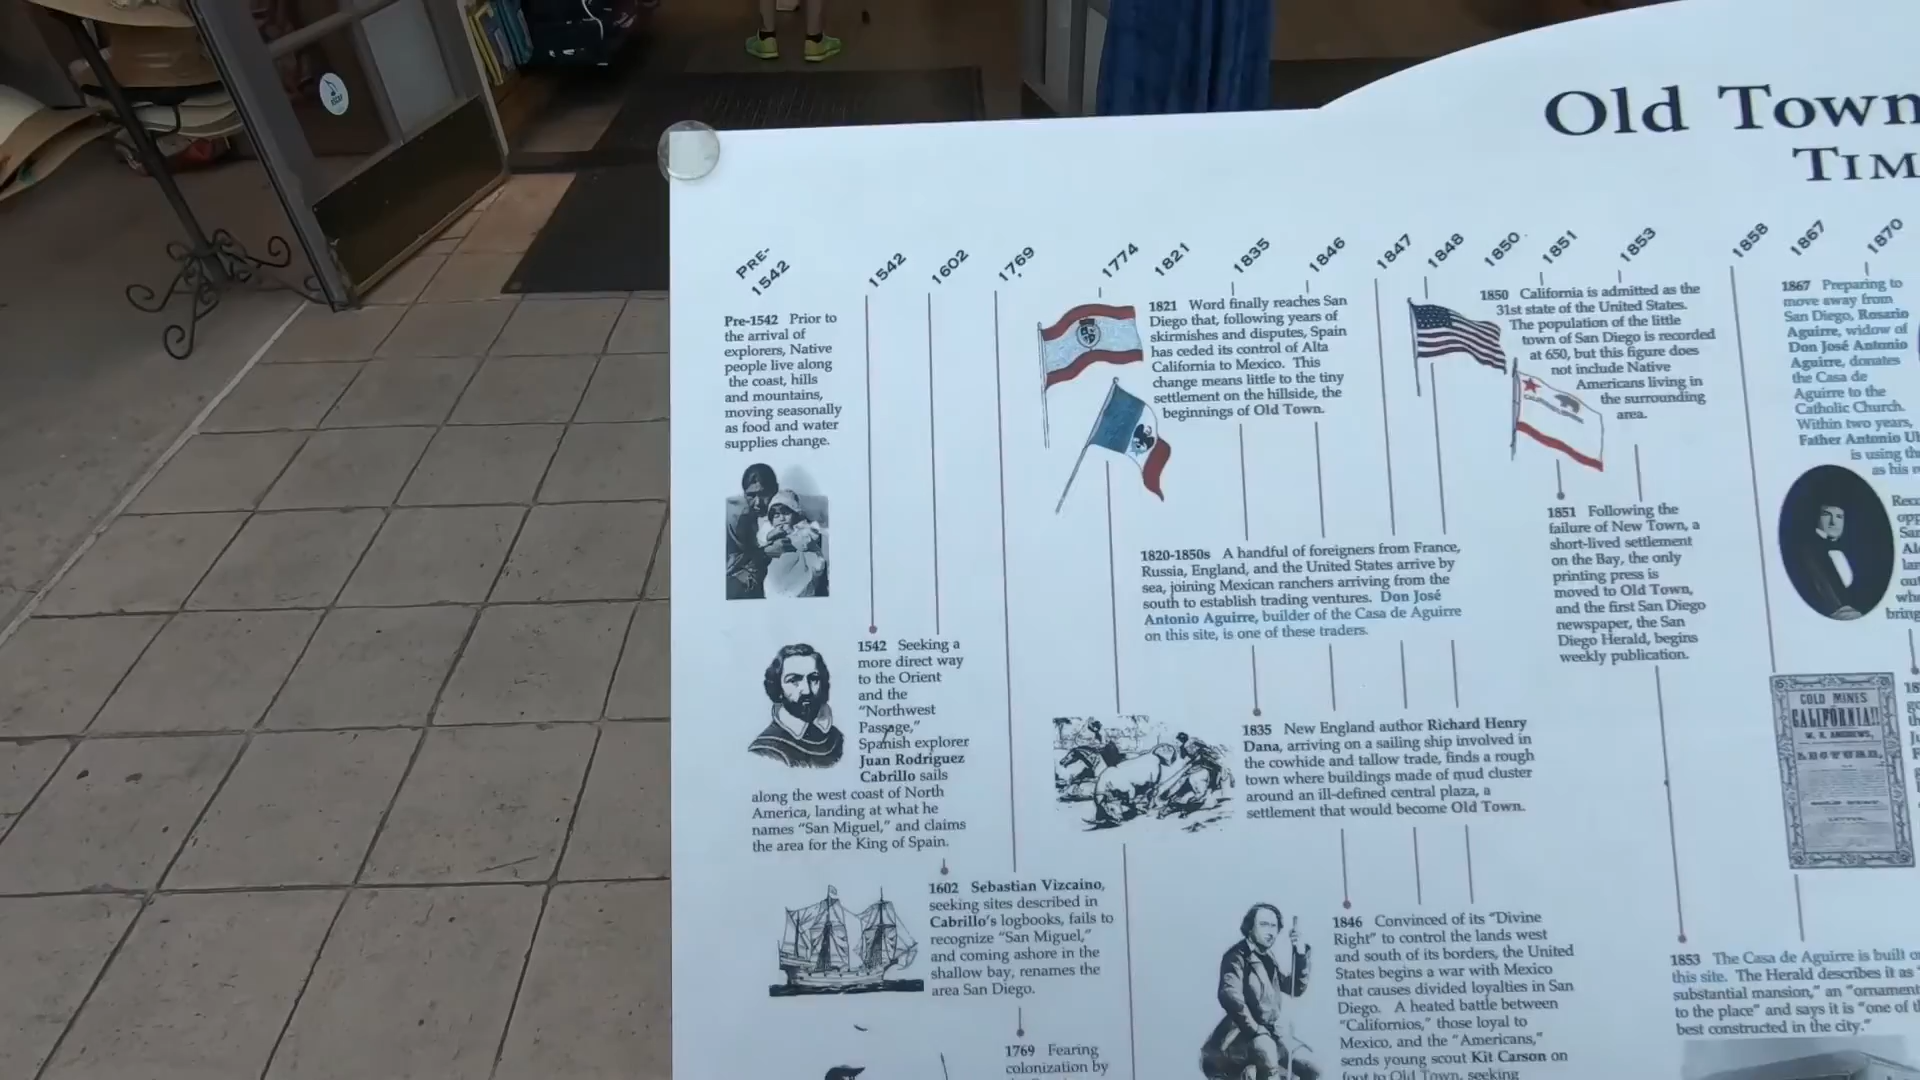 Old Town
TIM
PRE-
1542
1542
1602
1769
1774
1821
1835
1846
1847
1848
1850
1851
1853
1858
1867
1870
Pre-1542 Prior to
the arrival of
explorers, Native
people live along
the coast, hills
and mountains,
moving seasonally
as food and water
supplies change.
1542 Seeking a
more direct way
to the Orient
and the
"Northwest
Passage,"
Spanish explorer
Juan Rodriguez
Cabrillo sails
along the west coast of North
America, landing at what he
names "San Miguel," and claims
the area for the King of Spain.
1602 Sebastian Vizcaino,
seeking sites described in
Cabrillo's logbooks, fails to
recognize "San Miguel,"
and coming ashore in the
shallow bay, renames the
area San Diego.
1769 Fearing
colonization by
1821 Word finally reaches San
Diego that, following years of
skirmishes and disputes, Spain
has ceded its control of Alta
California to Mexico. This
change means little to the tiny
settlement on the hillside, the
beginnings of Old Town.
1820-1850s A handful of foreigners from France,
Russia, England, and the United States arrive by
sea, joining Mexican ranchers arriving from the
south to establish trading ventures. Don José
Antonio Aguirre, builder of the Casa de Aguirre
on this site, is one of these traders.
1835 New England author Richard Henry
Dana, arriving on a sailing ship involved in
the cowhide and tallow trade, finds a rough
town where buildings made of mud cluster
around an ill-defined central plaza, a
settlement that would become Old Town.
1846 Convinced of its "Divine
Right" to control the lands west
and south of its borders, the United
States begins a war with Mexico
that causes divided loyalties in San
Diego. A heated battle between
"Californios," those loyal to
Mexico, and the "Americans,"
sends young scout Kit Carson on
foot to Old Town, seeking
1850 California is admitted as the
31st state of the United States.
The population of the little
town of San Diego is recorded
at 650, but this figure does
not include Native
Americans living in
the surrounding
area.
1851 Following the
failure of New Town, a
short-lived settlement
on the Bay, the only
printing press is
moved to Old Town,
and the first San Diego
newspaper, the San
Diego Herald, begins
weekly publication.
1853 The Casa de Aguirre is built
this site. The Herald describes it as
substantial mansion," an "ornament
to the place" and says it is "one of
best constructed in the city."
1867 Preparing to
move away from
San Diego, Rosario
Aguirre, widow of
Don José Antonio
Aguirre, donates
the Casa de
Aguirre to the
Catholic Church.
Within two years,
Father Antonio
is using
as his
GOLD MINES
CALIFORNIA!!